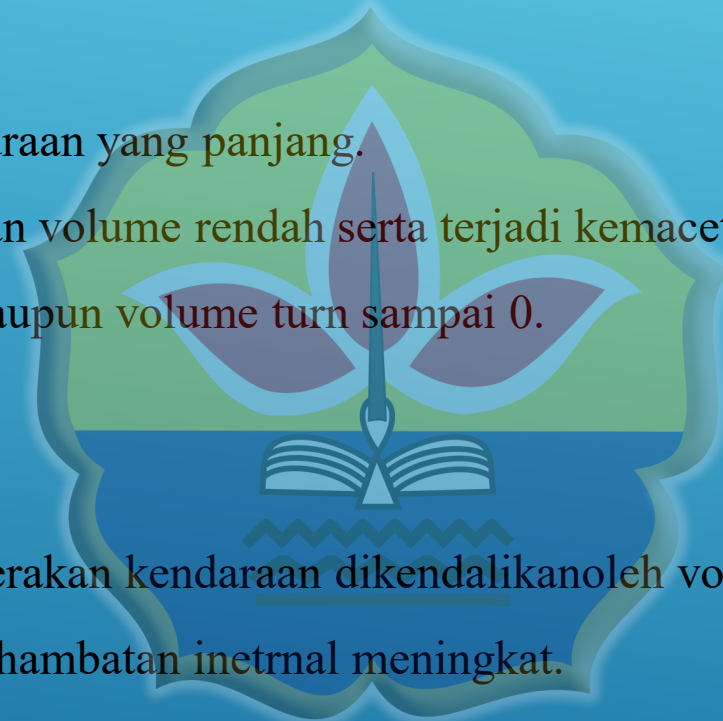 raan yang panjang.
n volume rendah serta terjadi kemace
aupun volume turn sampai 0.
erakan kendaraan dikendalikanoleh vo
hambatan inetrnal meningkat.